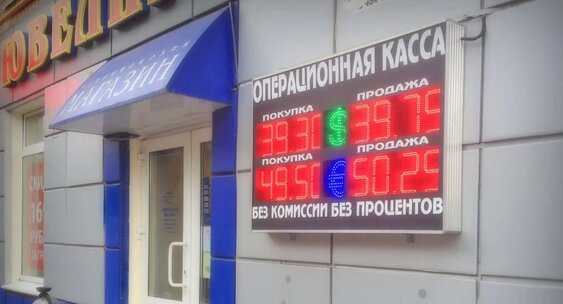 ЮВЕЛИ
МАГАЗИН
ОПЕРАЦИОННАЯ КАССА
ПОКУПКА ПРОДАЖА
39.30 $ 39.75
ПОКУПКА ПРОДАЖА
49.50 € 50.25
БЕЗ КОМИССИИ БЕЗ ПРОЦЕНТОВ